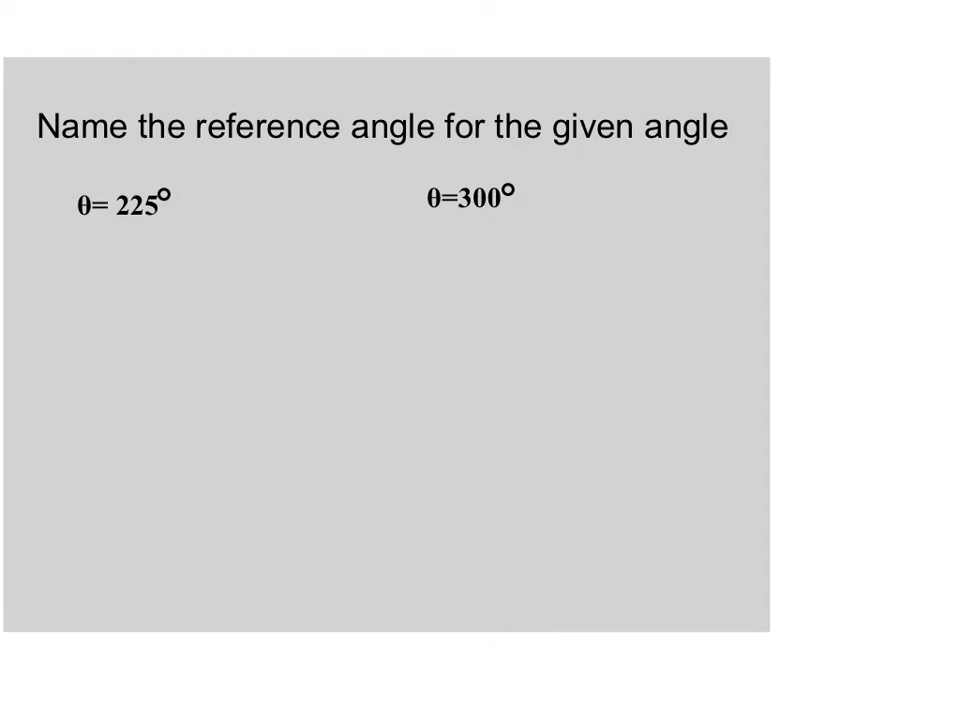 Name the reference angle for the given angle
θ= 225°
θ=300°